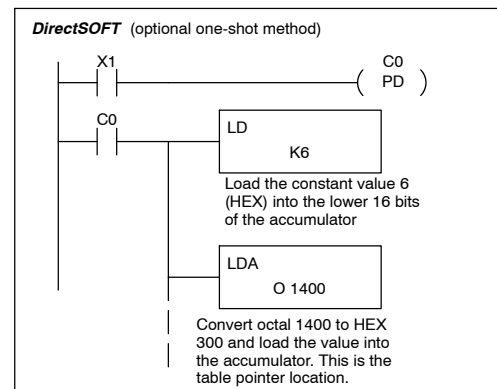 DirectSOFT (optional one-shot method)
X1
C0
PD
C0
LD
K6
Load the constant value 6
(HEX) into the lower 16 bits
of the accumulator
LDA
O 1400
Convert octal 1400 to HEX
300 and load the value into
the accumulator. This is the
table pointer location.